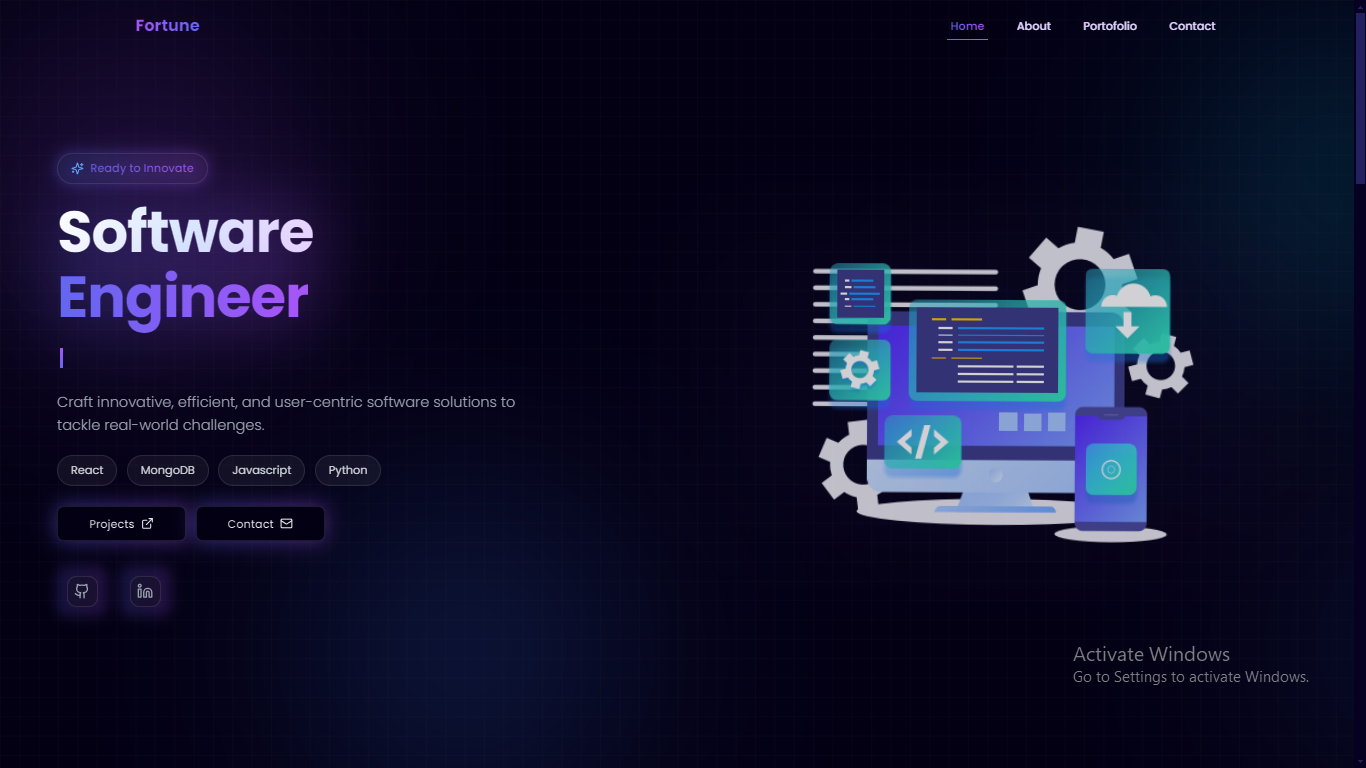 Fortune
Home
About
Portofolio
Contact
Ready to Innovate
Software
Engineer
Craft innovative, efficient, and user-centric software solutions to
tackle real-world challenges.
React
MongoDB
Javascript
Python
Projects
Contact
</>
Activate Windows
Go to Settings to activate Windows.